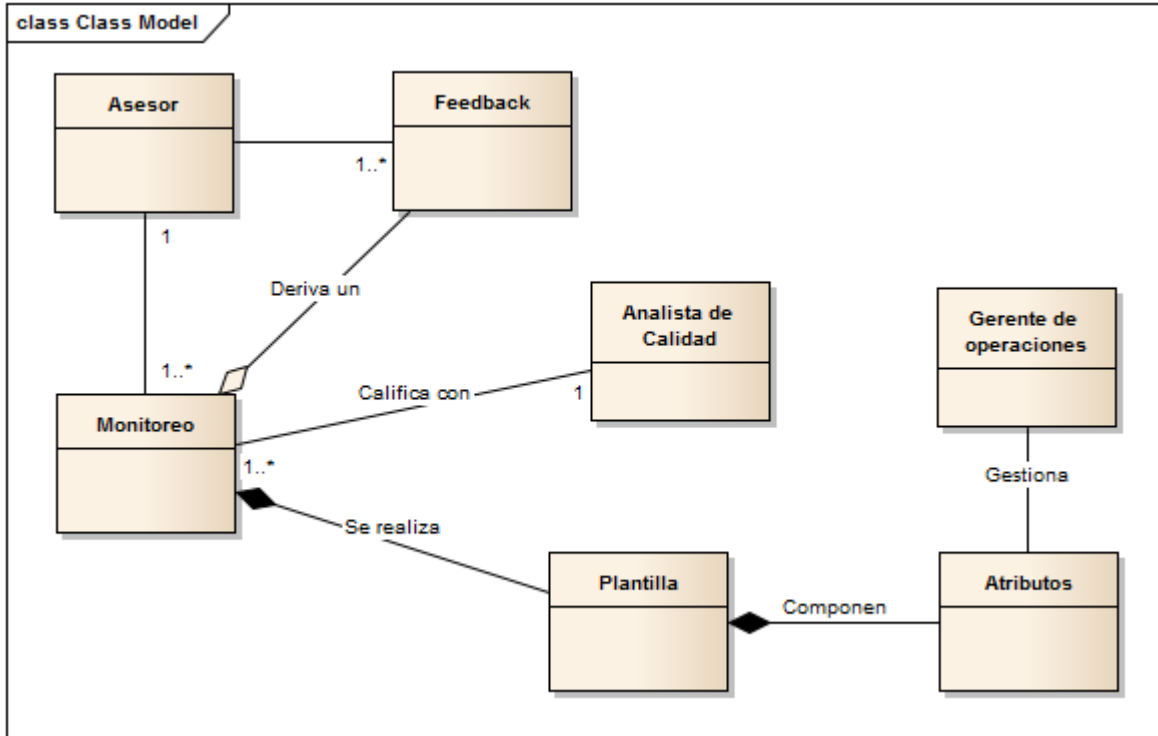 class Class Model
Asesor
Feedback
1..*
1
Deriva un
Analista de
Calidad
Gerente de
operaciones
1..*
Califica con
1
Monitoreo
1..*
Gestiona
Se realiza
Plantilla
Componen
Atributos